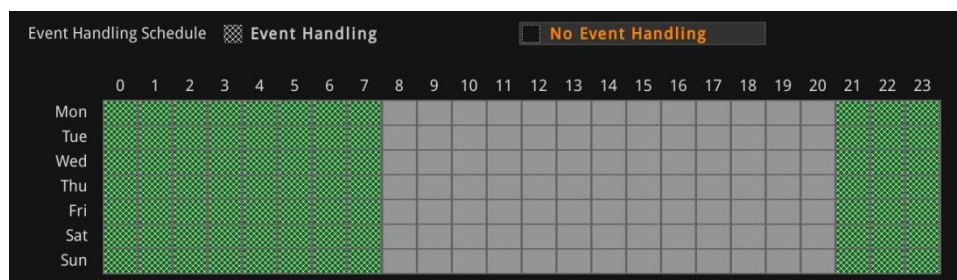 Event Handling Schedule Event Handling No Event Handling
0 1 2 3 4 5 6 7 8 9 10 11 12 13 14 15 16 17 18 19 20 21 22 23
Mon
Tue
Wed
Thu
Fri
Sat
Sun